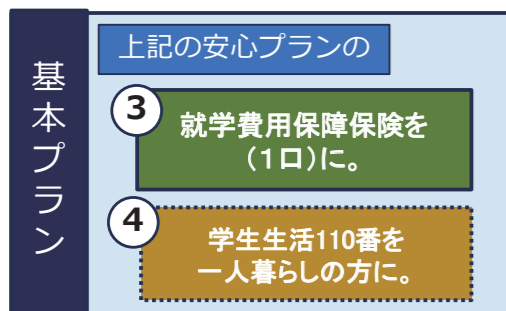 基本プラン
上記の安心プランの
3
就学費用保障保険を
(1口)に。
4
学生生活110番を
一人暮らしの方に。